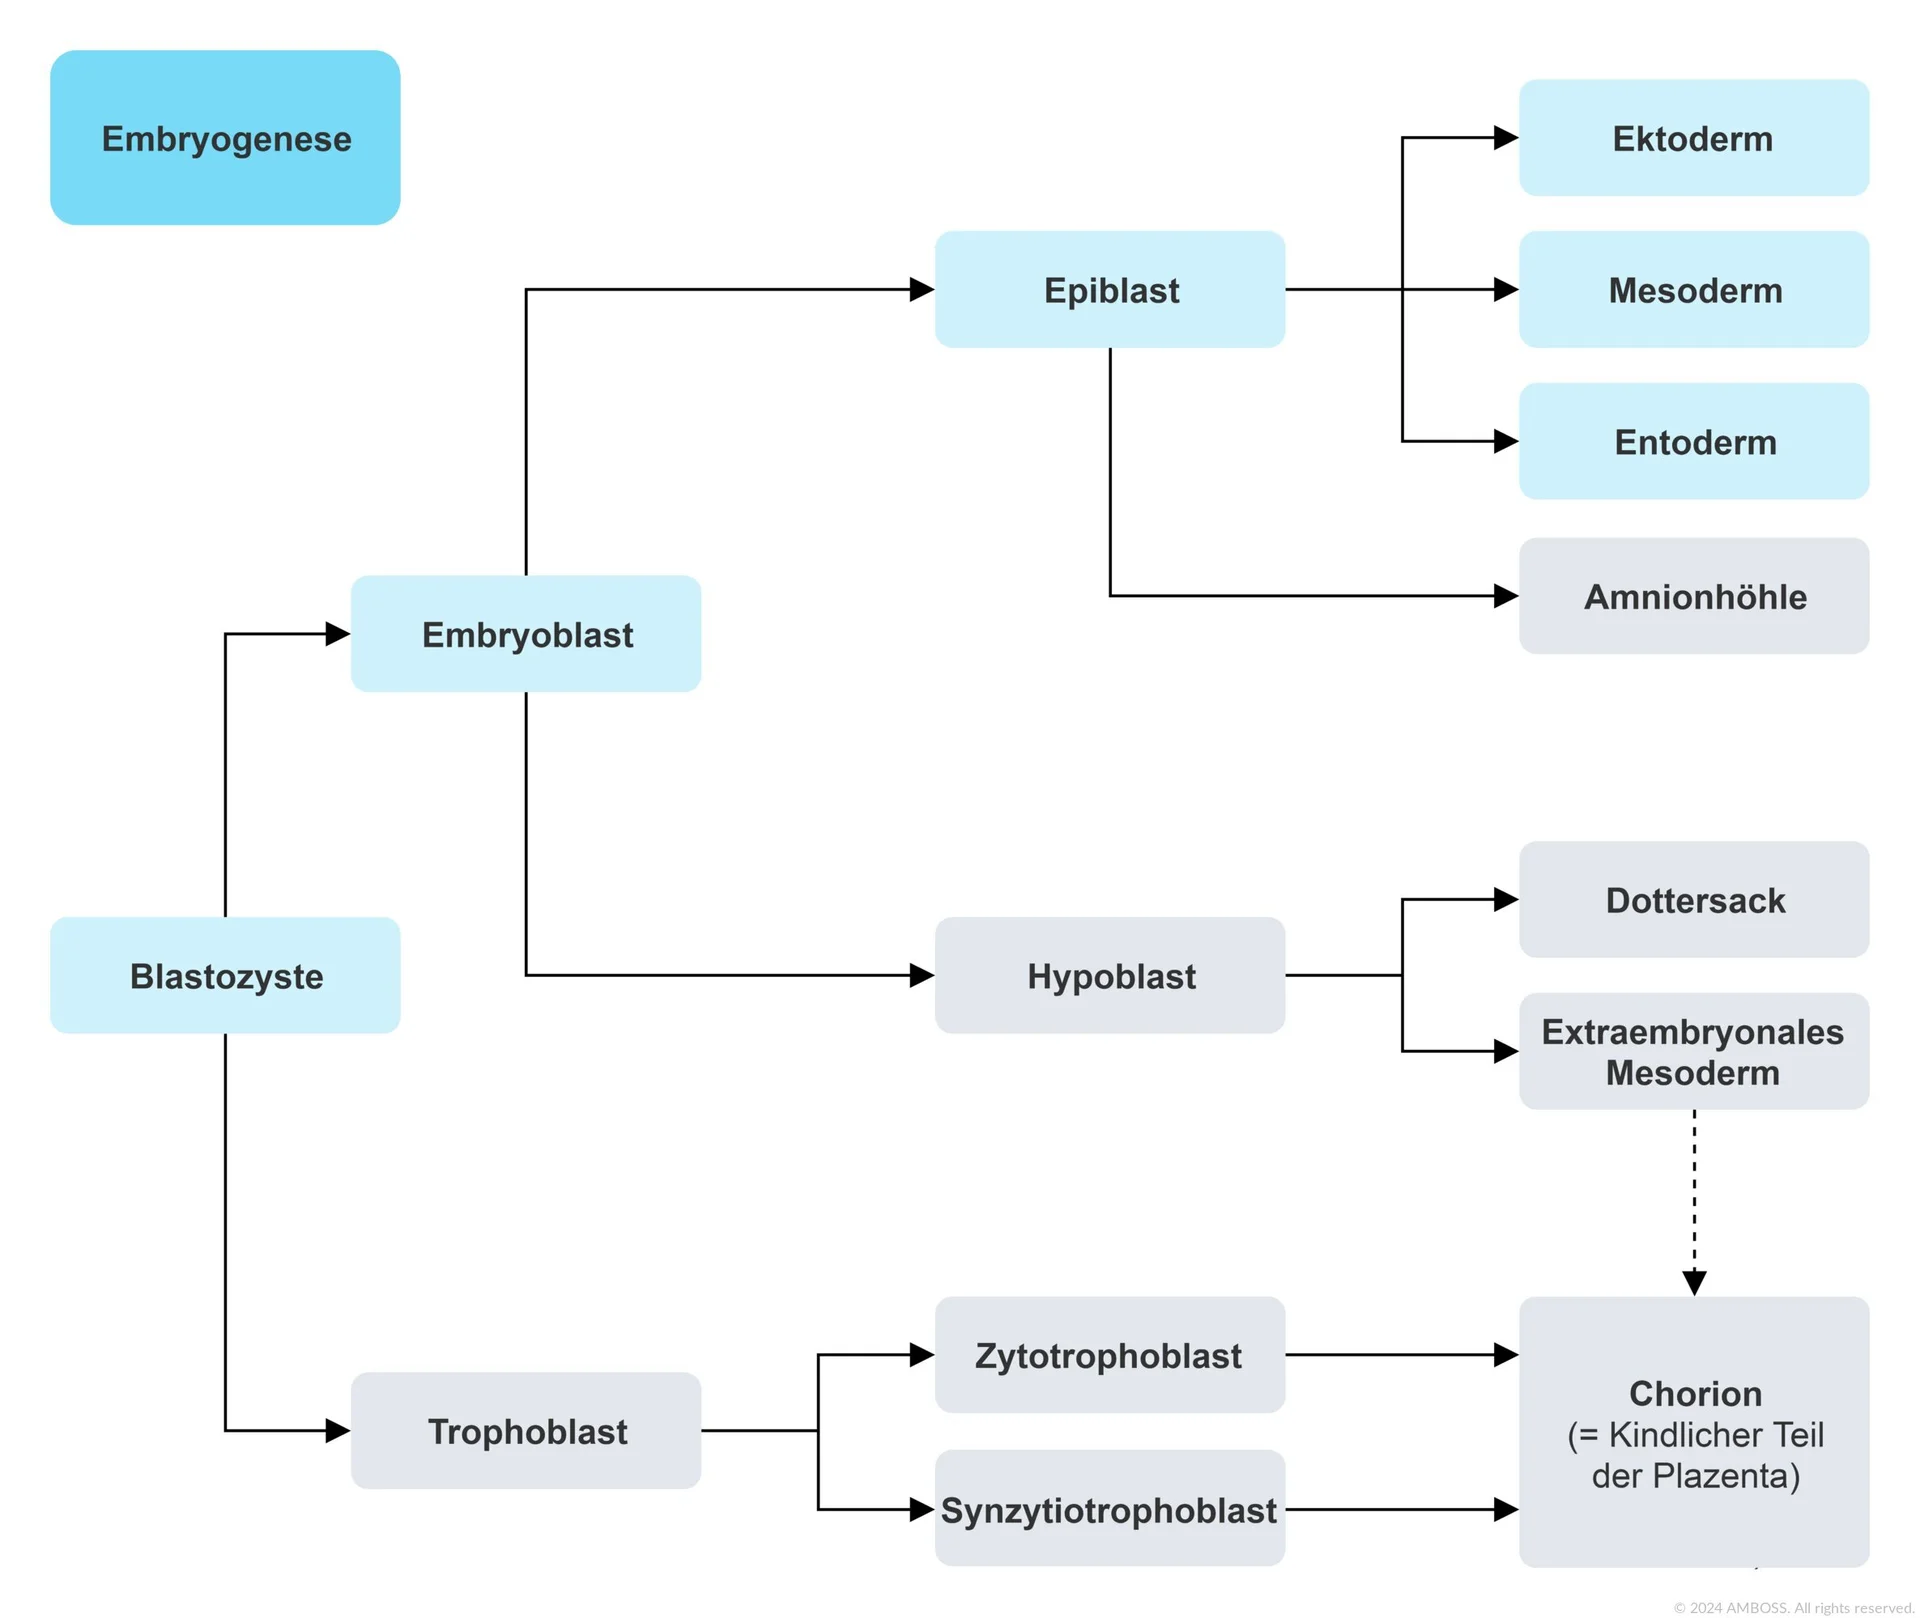 Embryogenese
Ektoderm
Epiblast
Mesoderm
Entoderm
Amnionhöhle
Embryoblast
Dottersack
Blastozyste
Hypoblast
Extraembryonales
Mesoderm
Zytotrophoblast
Chorion
(= Kindlicher Teil
der Plazenta)
Trophoblast
Synzytiotrophoblast
© 2024 AMBOSS. All rights reserved.